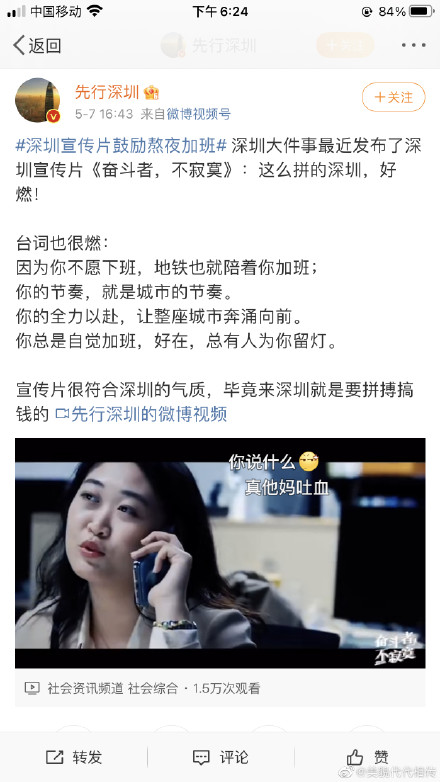 中国移动 下午6:24 84%
返回 先行深圳 +关注
先行深圳
5-7 16:43 来自微博视频号
+关注
#深圳宣传片鼓励熬夜加班# 深圳大件事最近发布了深
圳宣传片《奋斗者，不寂寞》：这么拼的深圳，好
燃！
台词也很燃：
因为你不愿下班，地铁也就陪着你加班；
你的节奏，就是城市的节奏。
你的全力以赴，让整座城市奔涌向前。
你总是自觉加班，好在，总有人为你留灯。
宣传片很符合深圳的气质，毕竟来深圳就是要拼搏搞
钱的 先行深圳的微博视频
你说什么
真他妈吐血
奋斗者
不寂寞
社会资讯频道 社会综合 · 1.5万次观看
转发 评论 赞